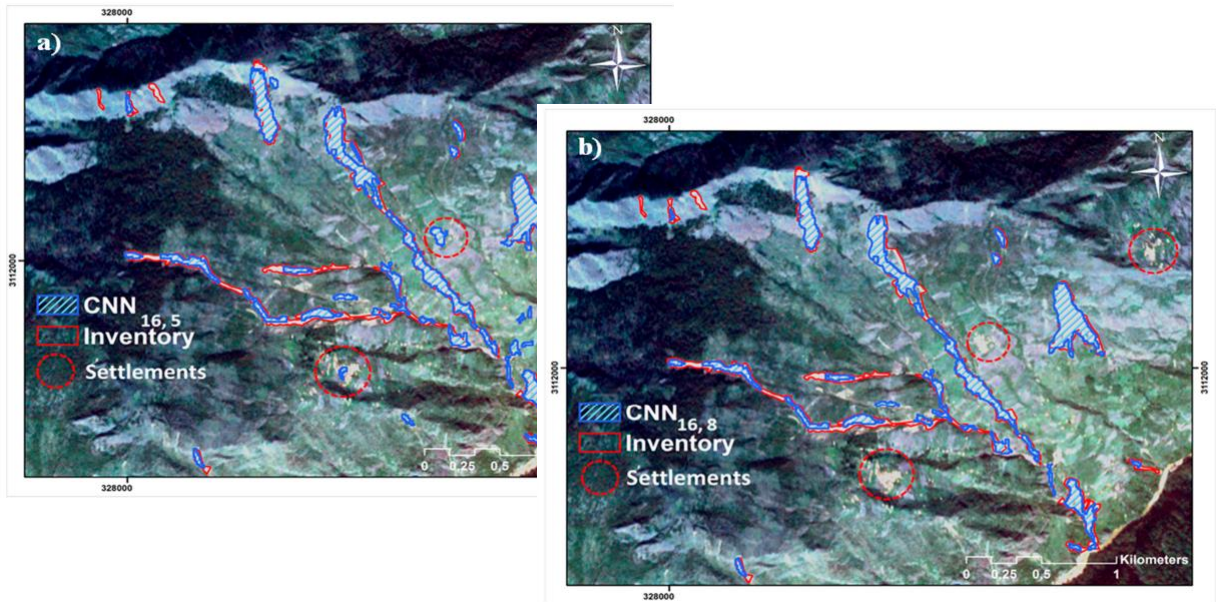 328000
a)
N
3112000
CNN16, 5
Inventory
Settlements
0 0.25 0,5
328000
328000
b)
N
3112000
3112000
CNN16, 8
Inventory
Settlements
Kilometers
0 0.25 0,5 1
328000